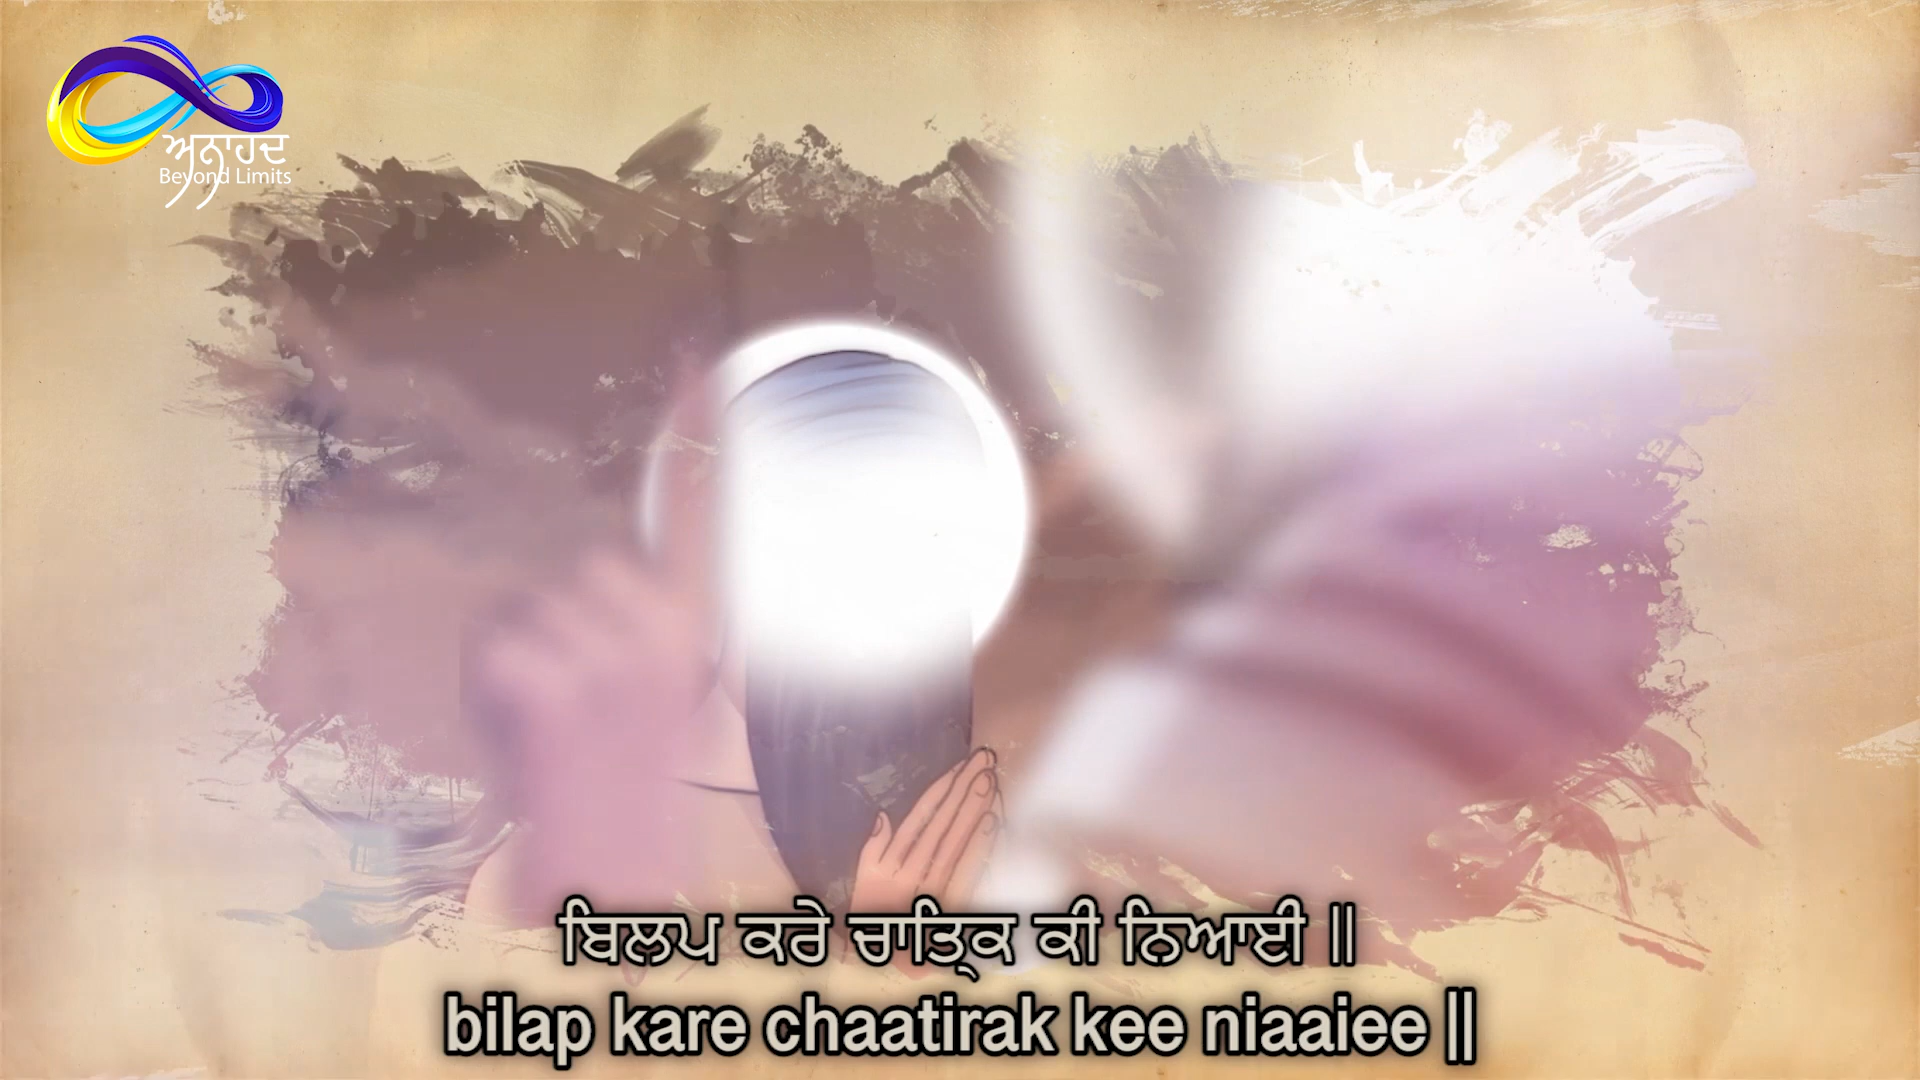 ਅਨਾਹਦ
Beyond Limits
ਬਿਲਪ ਕਰੇ ਚਾਤ੍ਰਿਕ ਕੀ ਨਿਆਈ ॥
bilap kare chaatirak kee niaaiee ||